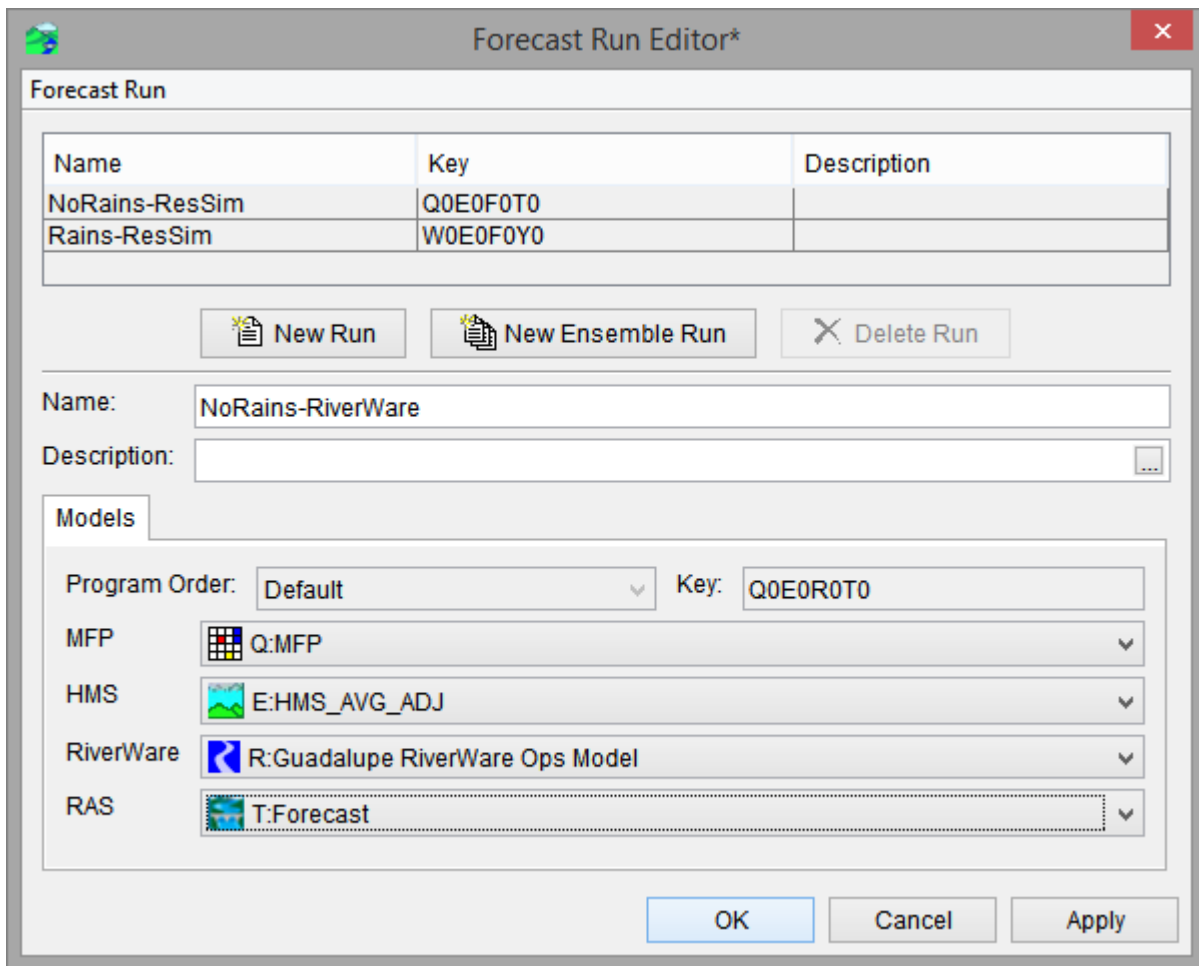 Forecast Run Editor*
Forecast Run
Name Key Description
NoRains-ResSim Q0E0F0T0
Rains-ResSim W0E0F0Y0
New Run New Ensemble Run Delete Run
Name: NoRains-RiverWare
Description: ...
Models
Program Order: Default Key: Q0E0R0T0
MFP Q:MFP
HMS E:HMS_AVG_ADJ
RiverWare R:Guadalupe RiverWare Ops Model
RAS T:Forecast
OK Cancel Apply